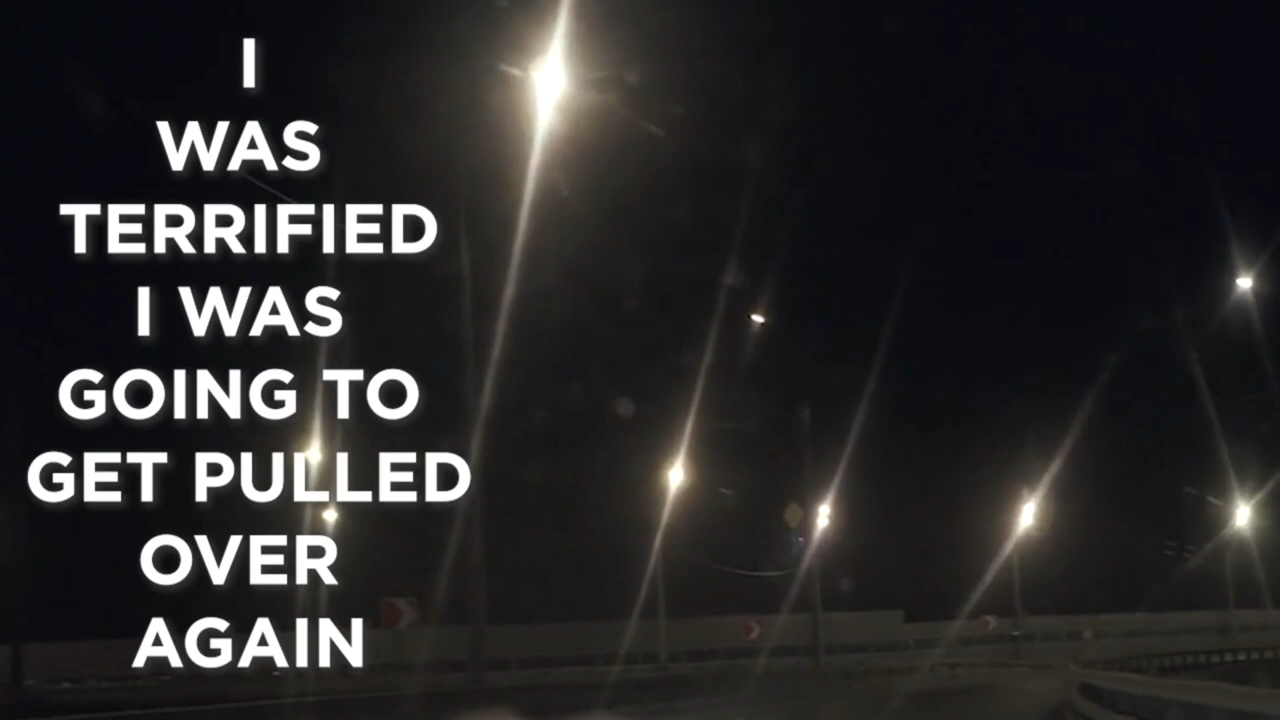 I
WAS
TERRIFIED
I WAS
GOING TO
GET PULLED
OVER
AGAIN